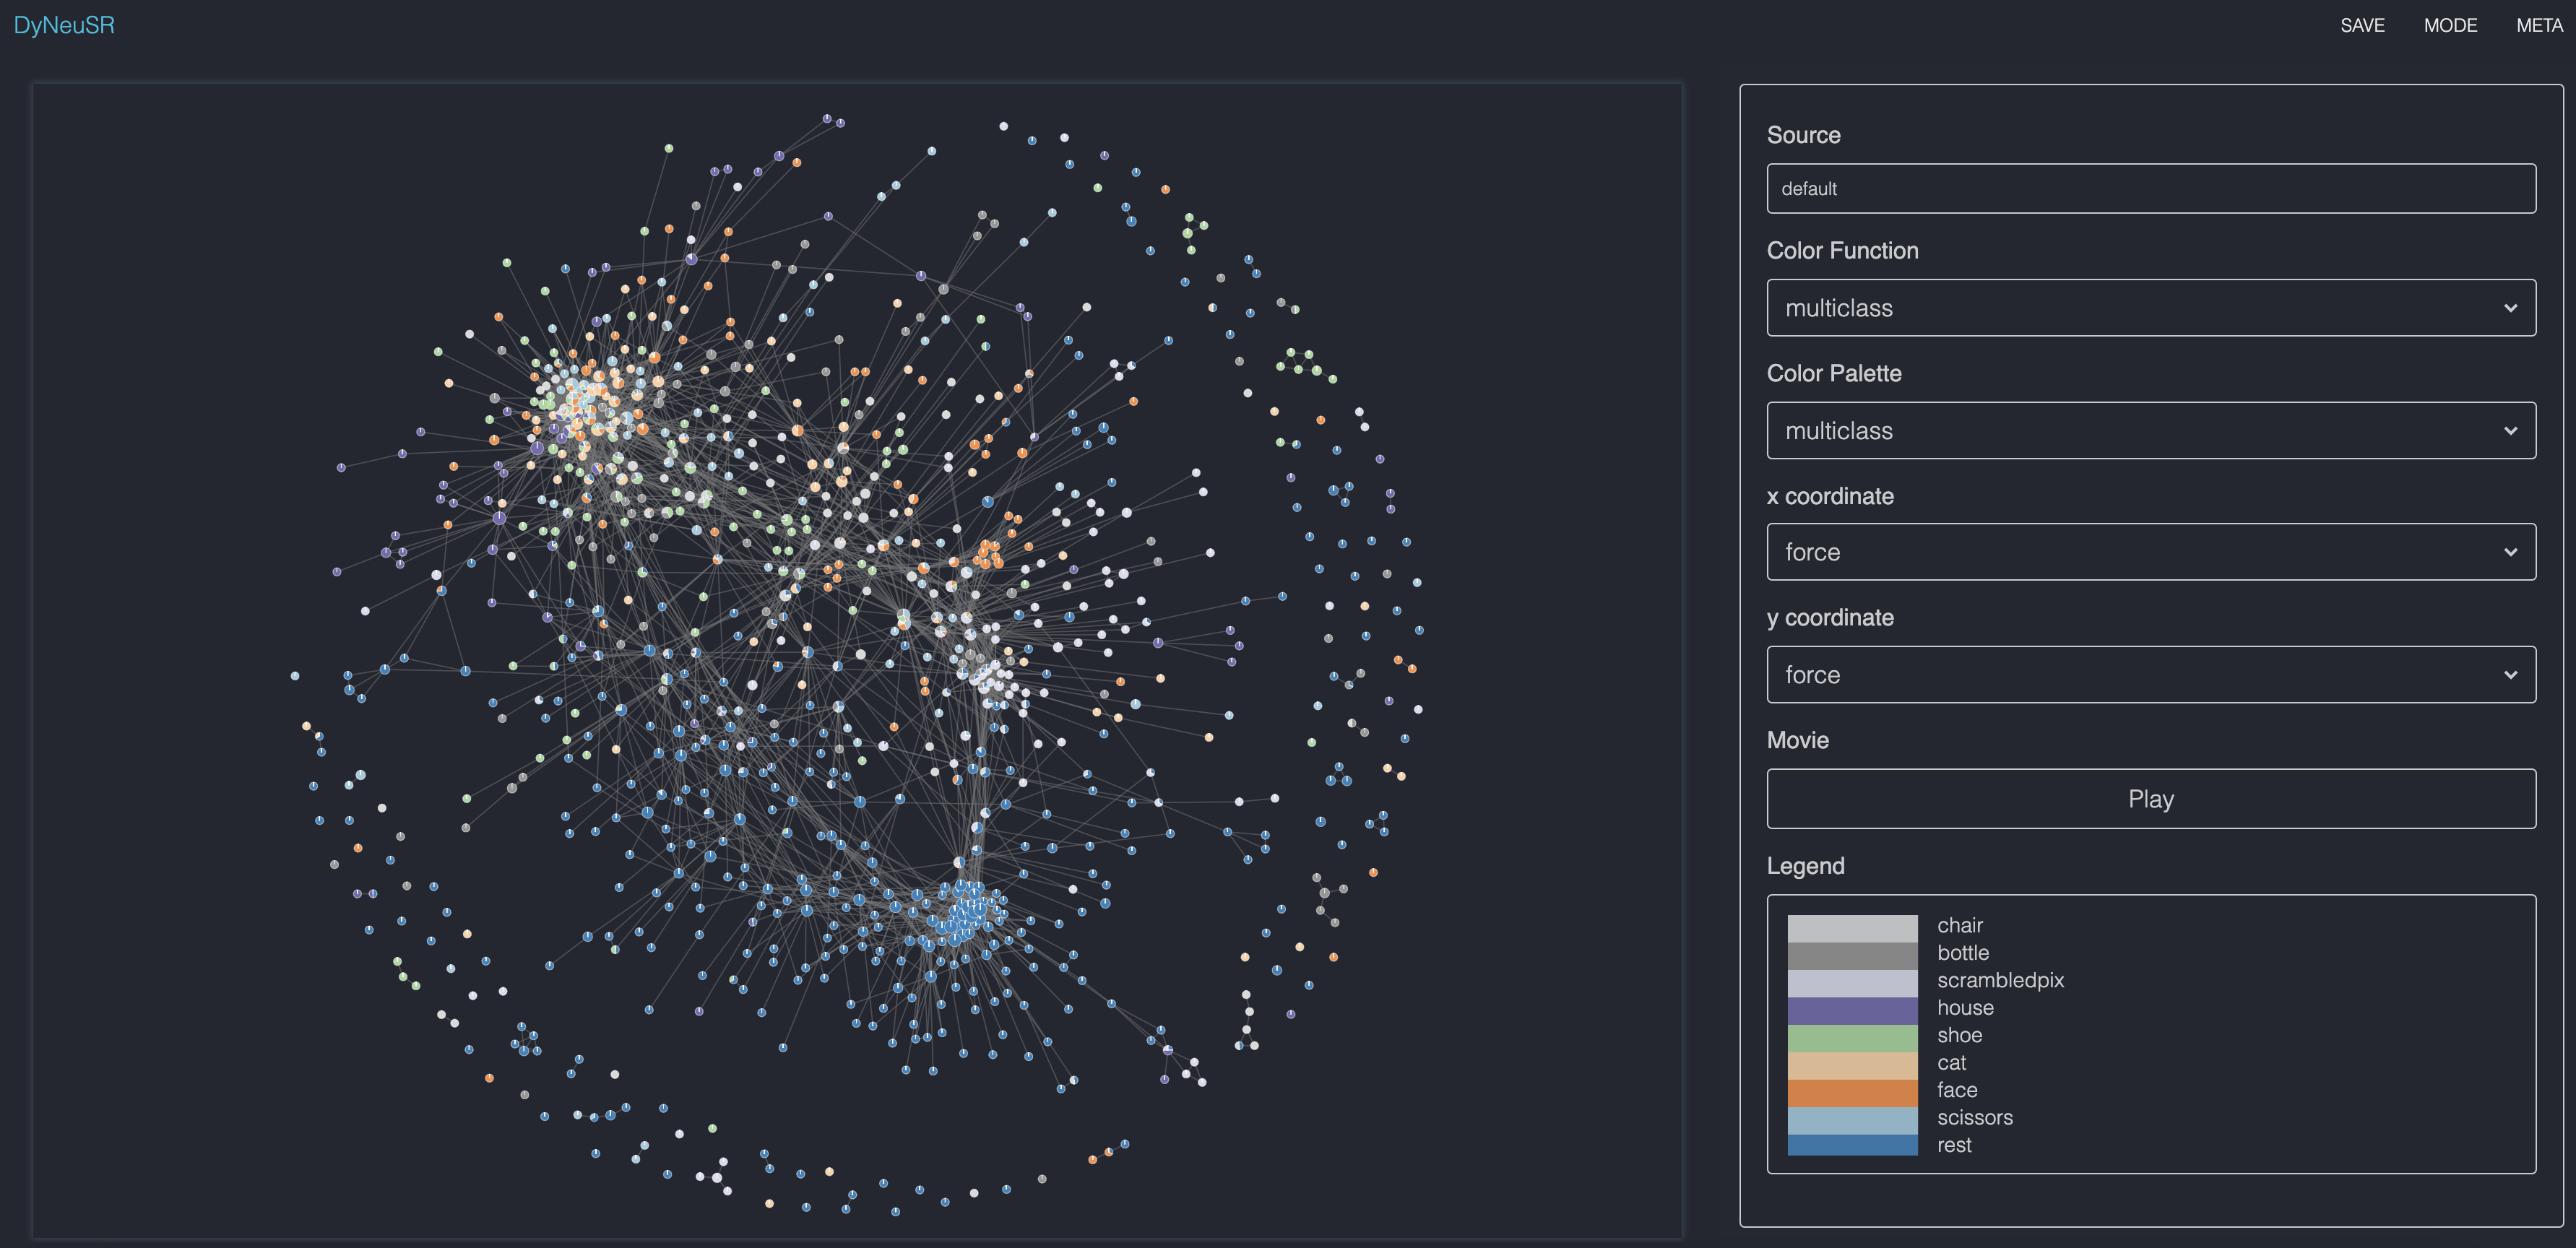 DyNeuSR
SAVE MODE META
Source
default
Color Function
multiclass
Color Palette
multiclass
x coordinate
force
y coordinate
force
Movie
Play
Legend
chair
bottle
scrambledpix
house
shoe
cat
face
scissors
rest